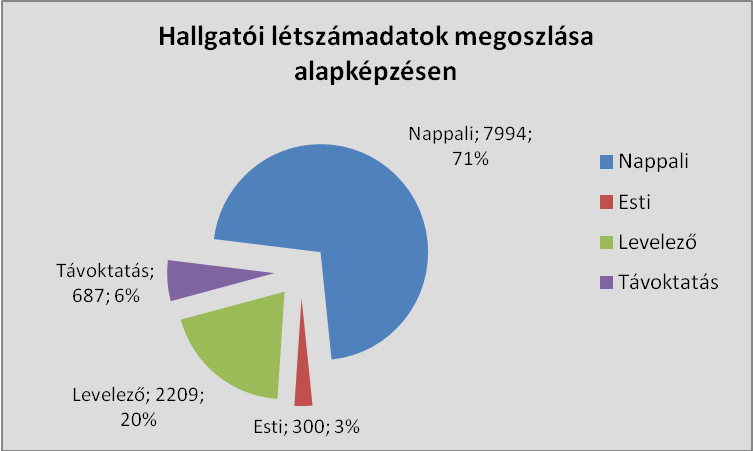 Hallgatói létszámadatok megoszlása
alapképzésen
Nappali; 7994;
71%
Nappali
Esti
Levelező
Távoktatás
Távoktatás;
687; 6%
Levelező; 2209;
20%
Esti; 300; 3%